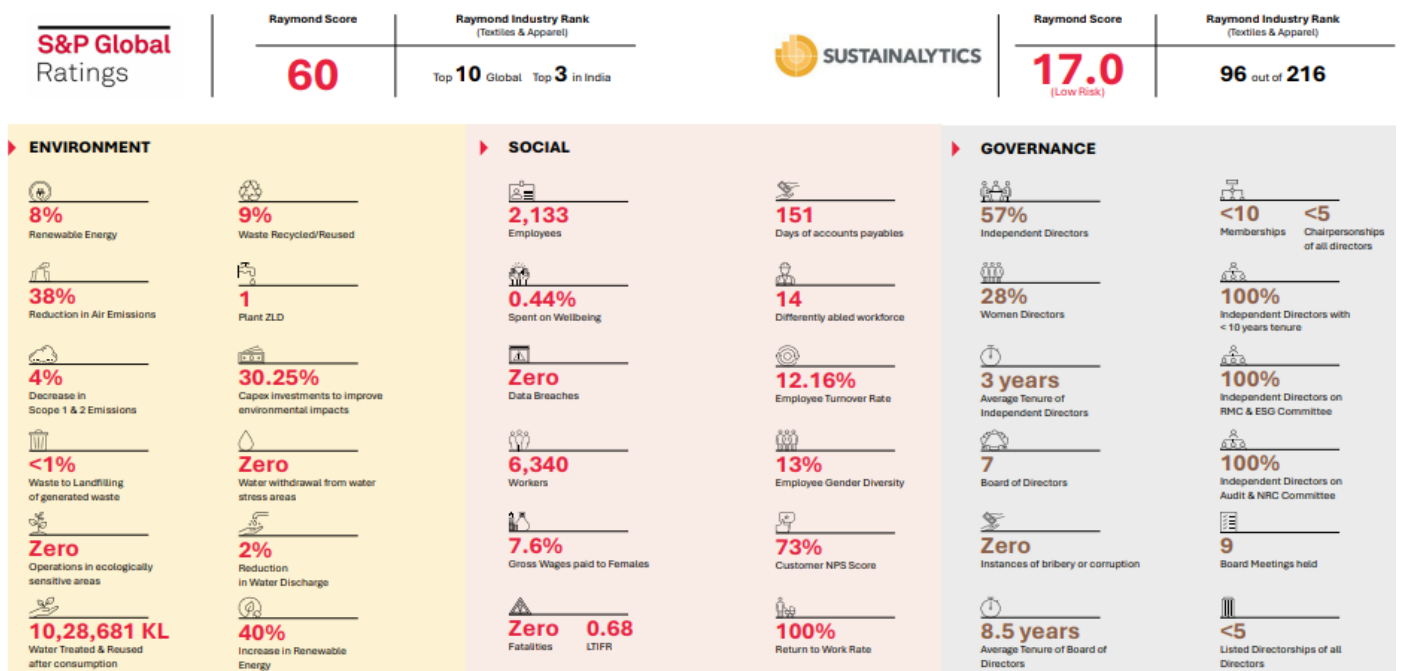 S&P Global
Ratings
Raymond Score
60
Raymond Industry Rank
(Textiles & Apparel)
Top 10 Global Top 3 in India
SUSTAINALYTICS
Raymond Score
17.0
(Low Risk)
Raymond Industry Rank
(Textiles & Apparel)
96 out of 216
ENVIRONMENT
8%
Renewable Energy
9%
Waste Recycled/Reused
38%
Reduction in Air Emissions
1
Plant ZLD
4%
Decrease in
Scope 1 & 2 Emissions
30.25%
Capex investments to improve
environmental impacts
<1%
Waste to Landfilling
of generated waste
Zero
Water withdrawal from water
stress areas
Zero
Operations in ecologically
sensitive areas
2%
Reduction
in Water Discharge
10,28,681 KL
Water Treated & Reused
after consumption
40%
Increase in Renewable
Energy
SOCIAL
2,133
Employees
151
Days of accounts payables
0.44%
Spent on Wellbeing
14
Differently abled workforce
Zero
Data Breaches
12.16%
Employee Turnover Rate
6,340
Workers
13%
Employee Gender Diversity
7.6%
Gross Wages paid to Females
73%
Customer NPS Score
Zero
Fatalities
0.68
LTIFR
100%
Return to Work Rate
GOVERNANCE
57%
Independent Directors
<10
Memberships
<5
Chairpersonships
of all directors
28%
Women Directors
100%
Independent Directors with
< 10 years tenure
3 years
Average Tenure of
Independent Directors
100%
Independent Directors on
RMC & ESG Committee
7
Board of Directors
100%
Independent Directors on
Audit & NRC Committee
Zero
Instances of bribery or corruption
9
Board Meetings held
8.5 years
Average Tenure of Board of
Directors
<5
Listed Directorships of all
Directors